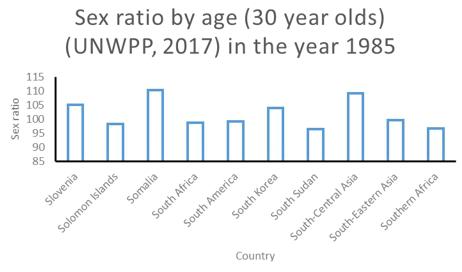 Sex ratio by age (30 year olds)
(UNWPP, 2017) in the year 1985
Sex ratio
115
110
105
100
95
90
85
Slovenia
Solomon Islands
Somalia
South Africa
South America
South Korea
South Sudan
South-Central Asia
South-Eastern Asia
Southern Africa
Country